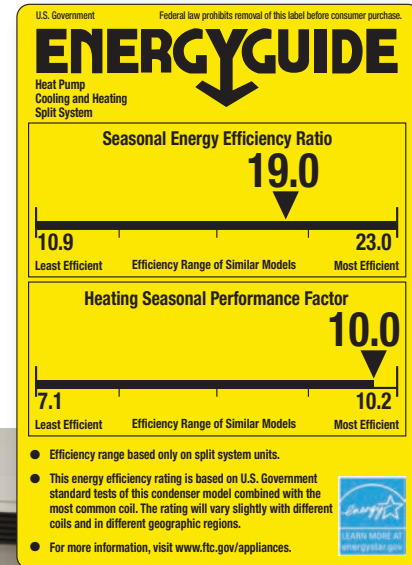 U.S. Government
Federal law prohibits removal of this label before consumer purchase.
ENERGYGUIDE
Heat Pump
Cooling and Heating
Split System
Seasonal Energy Efficiency Ratio
19.0
10.9
23.0
Least Efficient
Efficiency Range of Similar Models
Most Efficient
Heating Seasonal Performance Factor
10.0
7.1
10.2
Least Efficient
Efficiency Range of Similar Models
Most Efficient
● Efficiency range based only on split system units.
● This energy efficiency rating is based on U.S. Government
standard tests of this condenser model combined with the
most common coil. The rating will vary slightly with different
coils and in different geographic regions.
● For more information, visit www.ftc.gov/appliances.
energy
LEARN MORE AT
energystar.gov